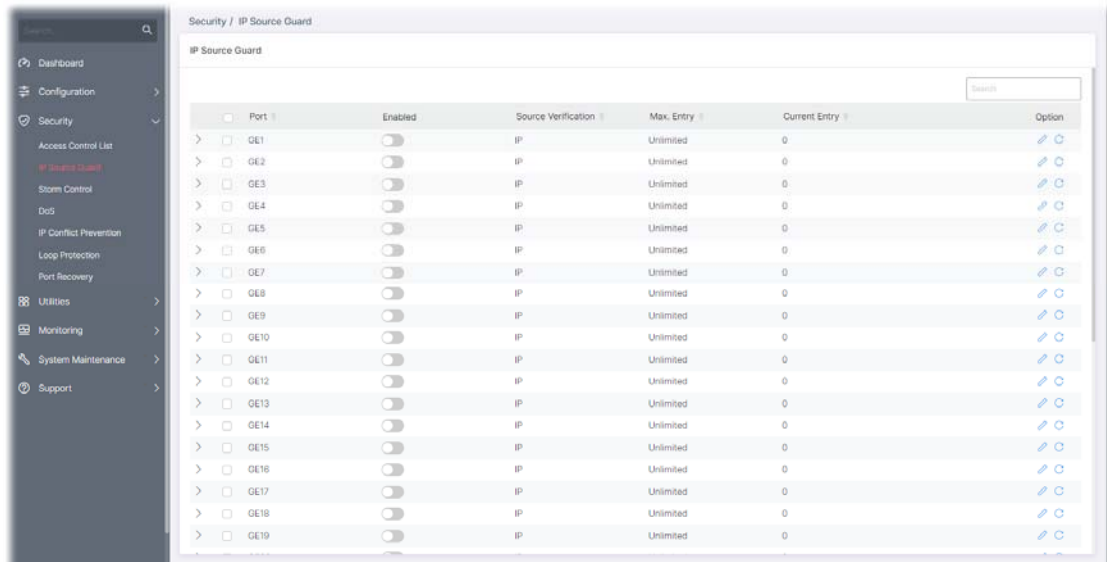 Search...
Security / IP Source Guard
IP Source Guard
Dashboard
Configuration
Security
Access Control List
IP Source Guard
Storm Control
DoS
IP Conflict Prevention
Loop Protection
Port Recovery
Utilities
Monitoring
System Maintenance
Support
Search
Port Enabled Source Verification Max. Entry Current Entry Option
GE1 IP Unlimited 0
GE2 IP Unlimited 0
GE3 IP Unlimited 0
GE4 IP Unlimited 0
GE5 IP Unlimited 0
GE6 IP Unlimited 0
GE7 IP Unlimited 0
GE8 IP Unlimited 0
GE9 IP Unlimited 0
GE10 IP Unlimited 0
GE11 IP Unlimited 0
GE12 IP Unlimited 0
GE13 IP Unlimited 0
GE14 IP Unlimited 0
GE15 IP Unlimited 0
GE16 IP Unlimited 0
GE17 IP Unlimited 0
GE18 IP Unlimited 0
GE19 IP Unlimited 0